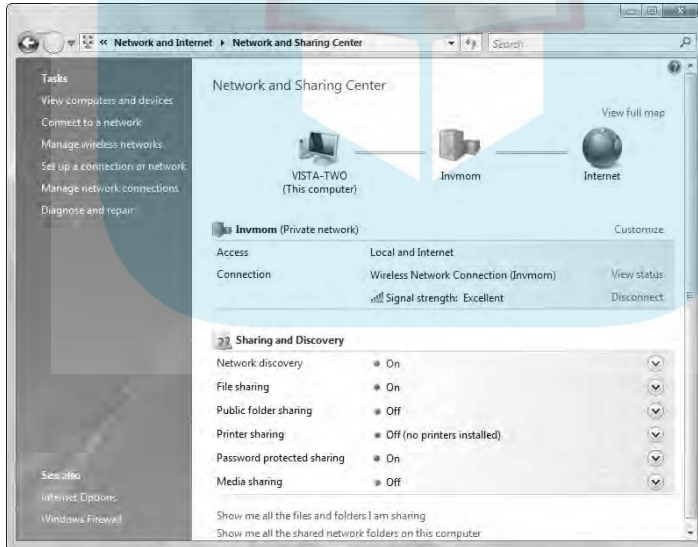 « Network and Internet ▸ Network and Sharing Center
Search
Tasks
View computers and devices
Connect to a network
Manage wireless networks
Set up a connection or network
Manage network connections
Diagnose and repair
See also
Internet Options
Windows Firewall
Network and Sharing Center
View full map
VISTA-TWO
(This computer)
Invmom
Internet
Invmom (Private network)
Customize
Access
Local and Internet
Connection
Wireless Network Connection (Invmom)
View status
Signal strength: Excellent
Disconnect
Sharing and Discovery
Network discovery
On
File sharing
On
Public folder sharing
Off
Printer sharing
Off (no printers installed)
Password protected sharing
On
Media sharing
Off
Show me all the files and folders I am sharing
Show me all the shared network folders on this computer